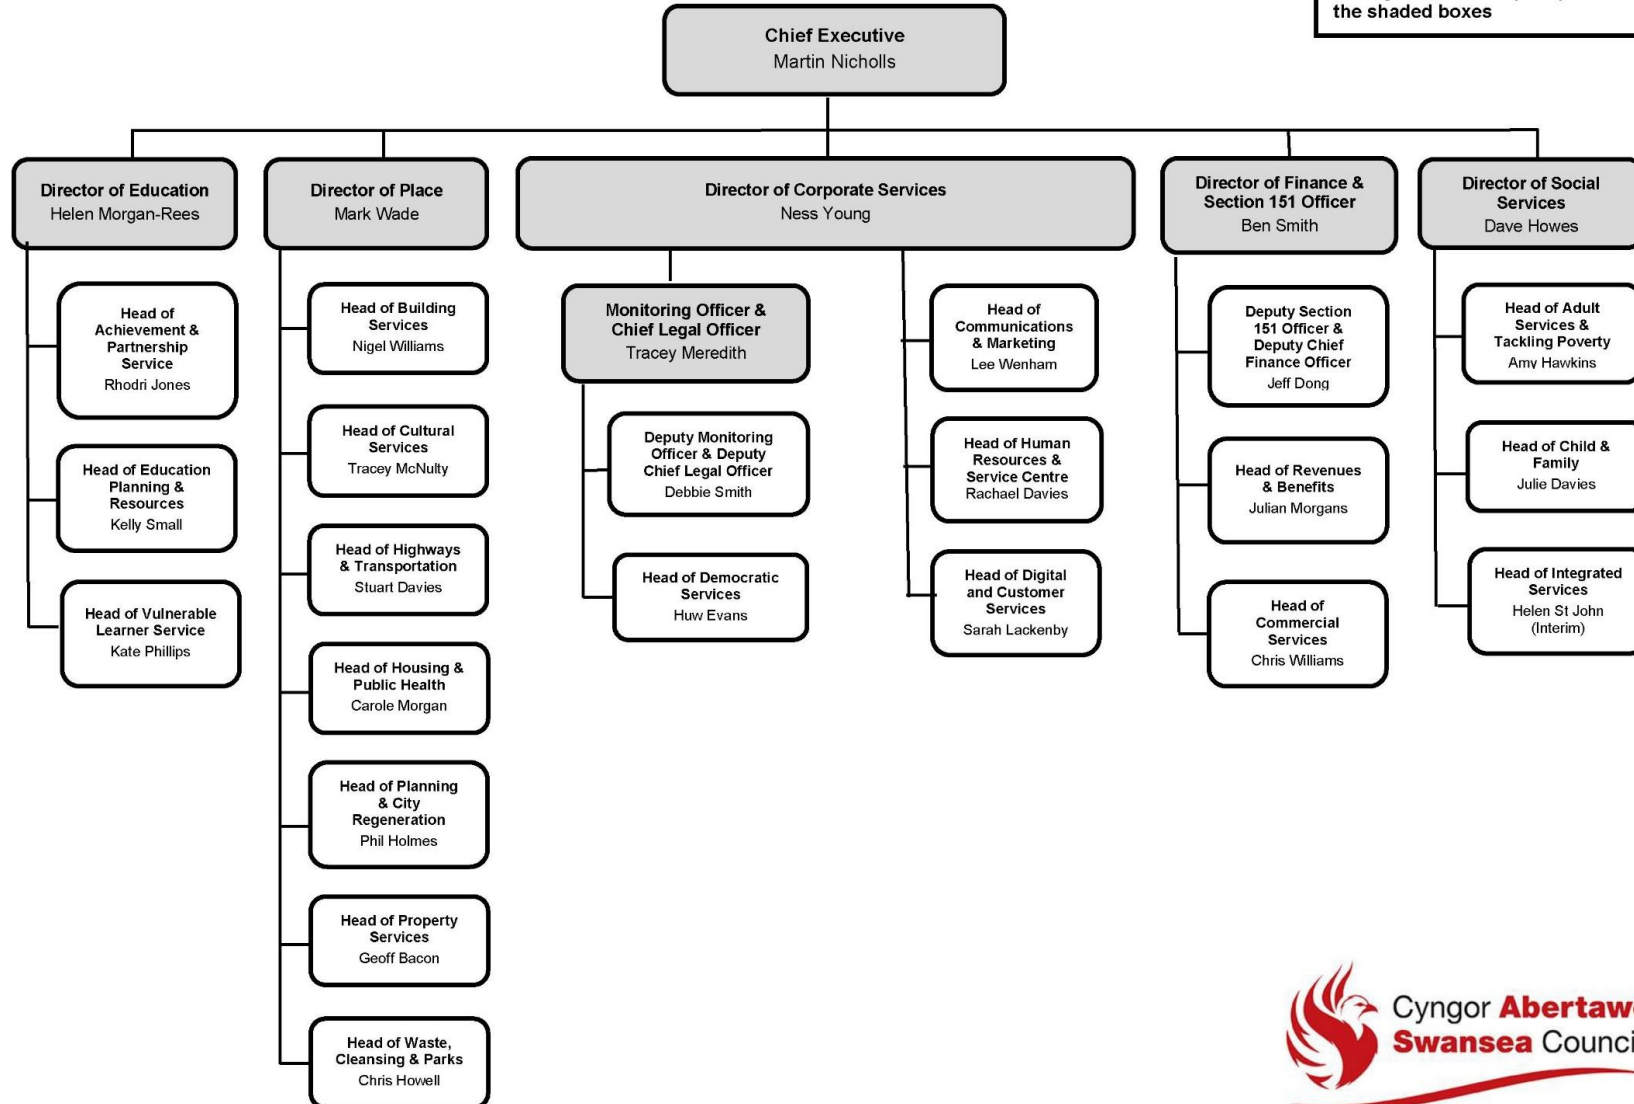 the shaded boxes
Chief Executive
Martin Nicholls
Director of Education
Helen Morgan-Rees
Director of Place
Mark Wade
Director of Corporate Services
Ness Young
Director of Finance &
Section 151 Officer
Ben Smith
Director of Social
Services
Dave Howes
Head of
Achievement &
Partnership
Service
Rhodri Jones
Head of Education
Planning &
Resources
Kelly Small
Head of Vulnerable
Learner Service
Kate Phillips
Head of Building
Services
Nigel Williams
Head of Cultural
Services
Tracey McNulty
Head of Highways
& Transportation
Stuart Davies
Head of Housing &
Public Health
Carole Morgan
Head of Planning
& City
Regeneration
Phil Holmes
Head of Property
Services
Geoff Bacon
Head of Waste,
Cleansing & Parks
Chris Howell
Monitoring Officer &
Chief Legal Officer
Tracey Meredith
Deputy Monitoring
Officer & Deputy
Chief Legal Officer
Debbie Smith
Head of Democratic
Services
Huw Evans
Head of
Communications
& Marketing
Lee Wenham
Head of Human
Resources &
Service Centre
Rachael Davies
Head of Digital
and Customer
Services
Sarah Lackenby
Deputy Section
151 Officer &
Deputy Chief
Finance Officer
Jeff Dong
Head of Revenues
& Benefits
Julian Morgans
Head of
Commercial
Services
Chris Williams
Head of Adult
Services &
Tackling Poverty
Amy Hawkins
Head of Child &
Family
Julie Davies
Head of Integrated
Services
Helen St John
(Interim)
Cyngor Abertawe
Swansea Counci